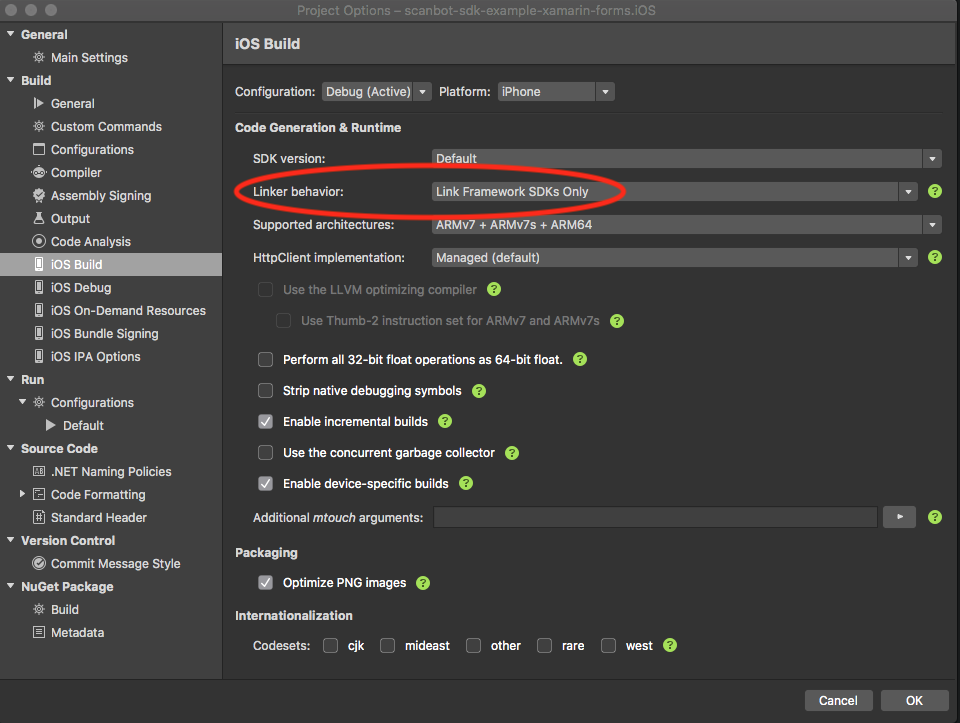 Project Options – scanbot-sdk-example-xamarin-forms.iOS
General
Main Settings
Build
General
Custom Commands
Configurations
Compiler
Assembly Signing
Output
Code Analysis
iOS Build
iOS Debug
iOS On-Demand Resources
iOS Bundle Signing
iOS IPA Options
Run
Configurations
Default
Source Code
.NET Naming Policies
Code Formatting
Standard Header
Version Control
Commit Message Style
NuGet Package
Build
Metadata
iOS Build
Configuration: Debug (Active) Platform: iPhone
Code Generation & Runtime
SDK version: Default
Linker behavior: Link Framework SDKs Only ?
Supported architectures: ARMv7 + ARMv7s + ARM64
HttpClient implementation: Managed (default) ?
Use the LLVM optimizing compiler ?
Use Thumb-2 instruction set for ARMv7 and ARMv7s ?
Perform all 32-bit float operations as 64-bit float. ?
Strip native debugging symbols ?
Enable incremental builds ?
Use the concurrent garbage collector ?
Enable device-specific builds ?
Additional mtouch arguments: ?
Packaging
Optimize PNG images ?
Internationalization
Codesets: cjk mideast other rare west ?
Cancel OK